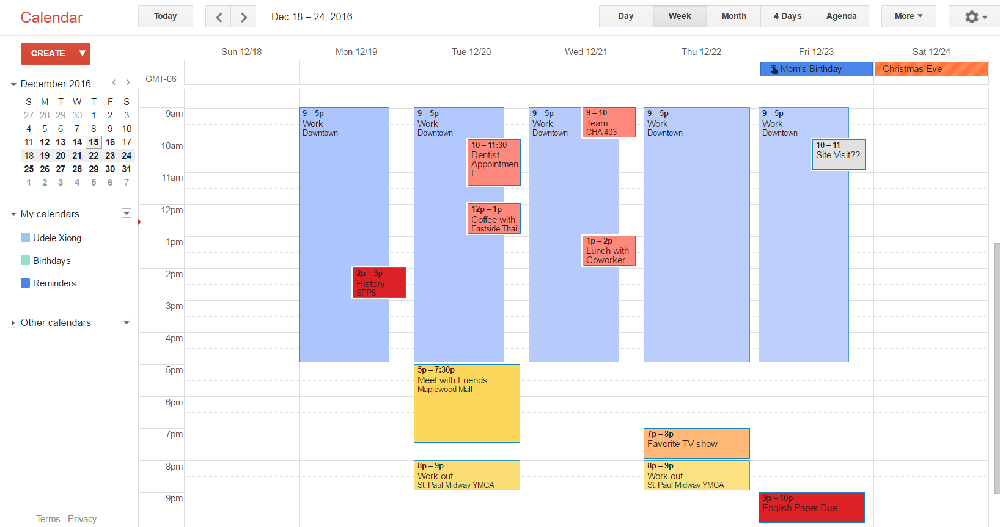 Calendar
Today
Dec 18 – 24, 2016
Day
Week
Month
4 Days
Agenda
More
CREATE
December 2016
S M T W T F S
27 28 29 30 1 2 3
4 5 6 7 8 9 10
11 12 13 14 15 16 17
18 19 20 21 22 23 24
25 26 27 28 29 30 31
1 2 3 4 5 6 7
My calendars
Udele Xiong
Birthdays
Reminders
Other calendars
Terms - Privacy
Sun 12/18
Mon 12/19
Tue 12/20
Wed 12/21
Thu 12/22
Fri 12/23
Sat 12/24
GMT-06
Mom's Birthday
Christmas Eve
9am
10am
11am
12pm
1pm
2pm
3pm
4pm
5pm
6pm
7pm
8pm
9pm
9 – 5p
Work
Downtown
2p – 3p
History
SPPS
9 – 5p
Work
Downtown
10 – 11:30
Dentist
Appointmen
t
12p – 1p
Coffee with
Eastside Thai
5p – 7:30p
Meet with Friends
Maplewood Mall
8p – 9p
Work out
St. Paul Midway YMCA
9 – 5p
Work
Downtown
9 – 10
Team
CHA 403
1p – 2p
Lunch with
Coworker
9 – 5p
Work
Downtown
7p – 8p
Favorite TV show
8p – 9p
Work out
St. Paul Midway YMCA
9 – 5p
Work
Downtown
10 – 11
Site Visit??
9p – 10p
English Paper Due